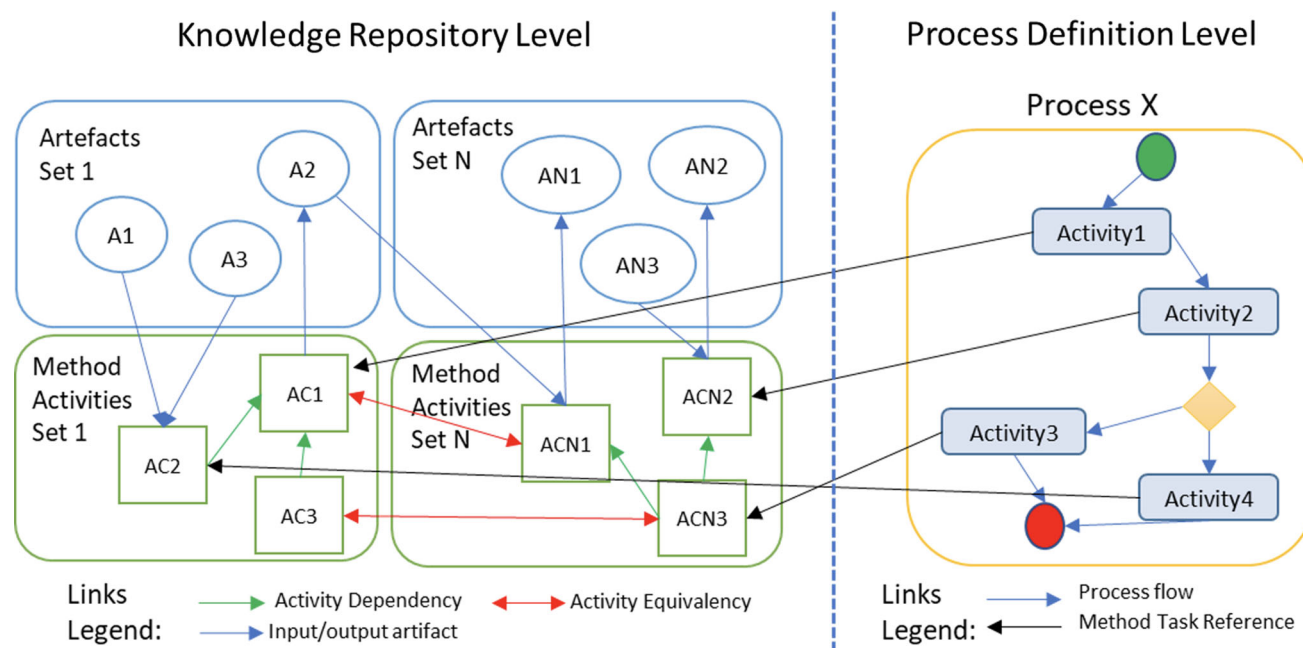 Knowledge Repository Level
Process Definition Level
Process X
Artefacts
Set 1
A1
A2
A3
Artefacts
Set N
AN1
AN2
AN3
Method
Activities
Set 1
AC1
AC2
AC3
Method
Activities
Set N
ACN1
ACN2
ACN3
Activity1
Activity2
Activity3
Activity4
Links
Legend:
Activity Dependency
Activity Equivalency
Input/output artifact
Links
Legend:
Process flow
Method Task Reference